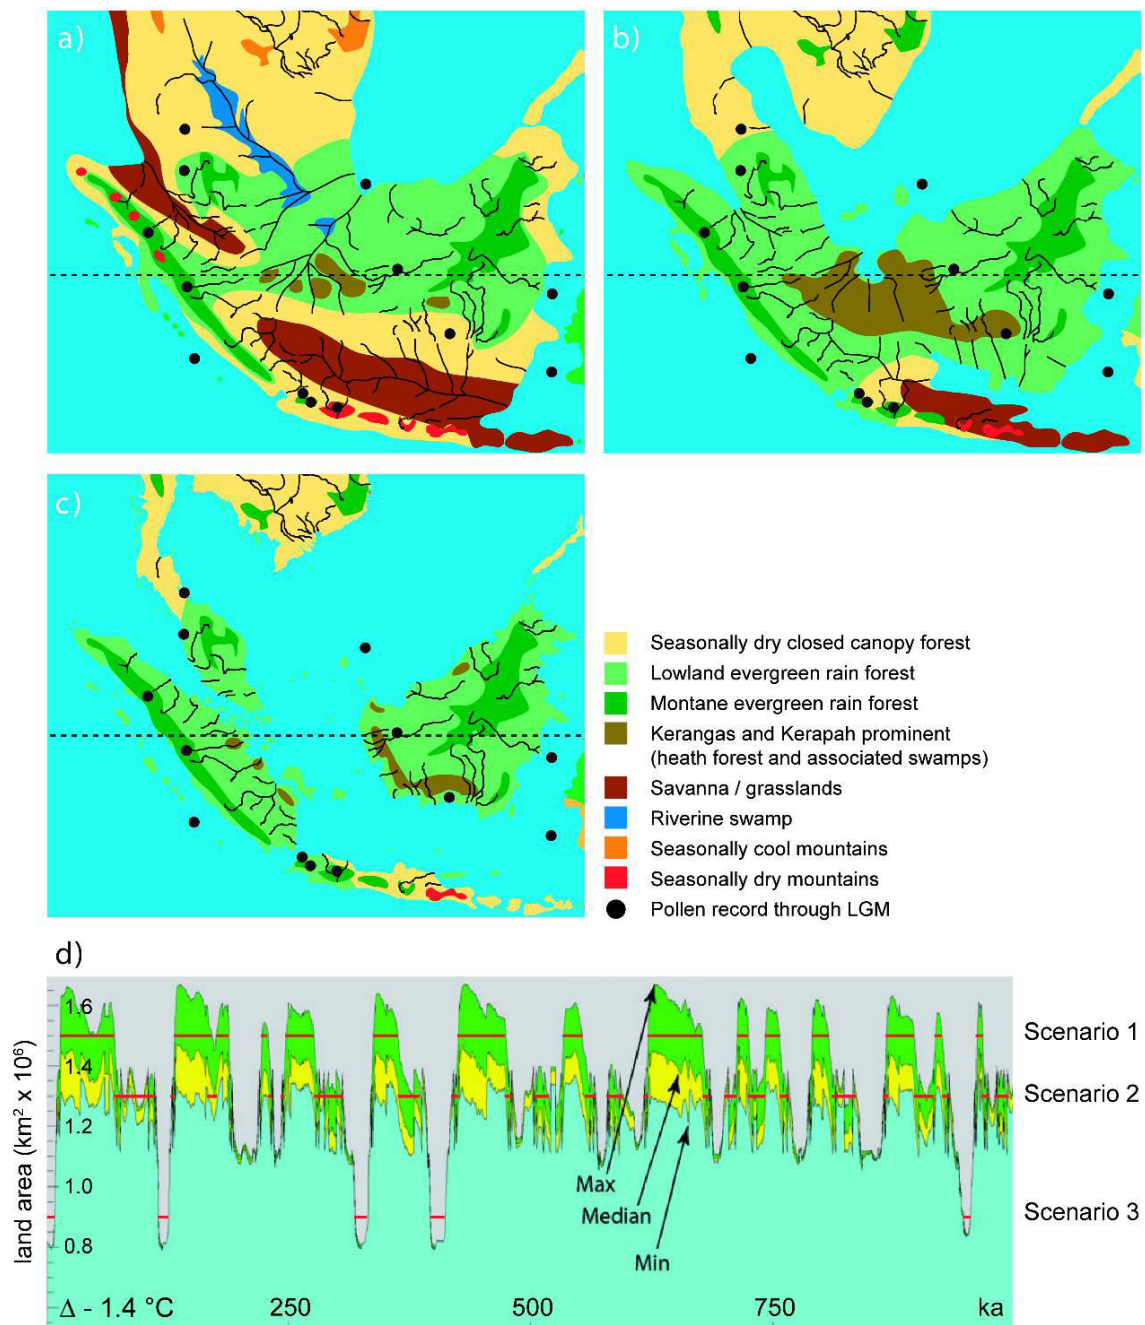 a)
b)
c)
Seasonally dry closed canopy forest
Lowland evergreen rain forest
Montane evergreen rain forest
Kerangas and Kerapah prominent
(heath forest and associated swamps)
Savanna / grasslands
Riverine swamp
Seasonally cool mountains
Seasonally dry mountains
Pollen record through LGM
d)
land area (km² x 10⁶)
1.6
1.4
1.2
1.0
0.8
Scenario 1
Scenario 2
Scenario 3
Max
Median
Min
Δ - 1.4 °C
250
500
750
ka